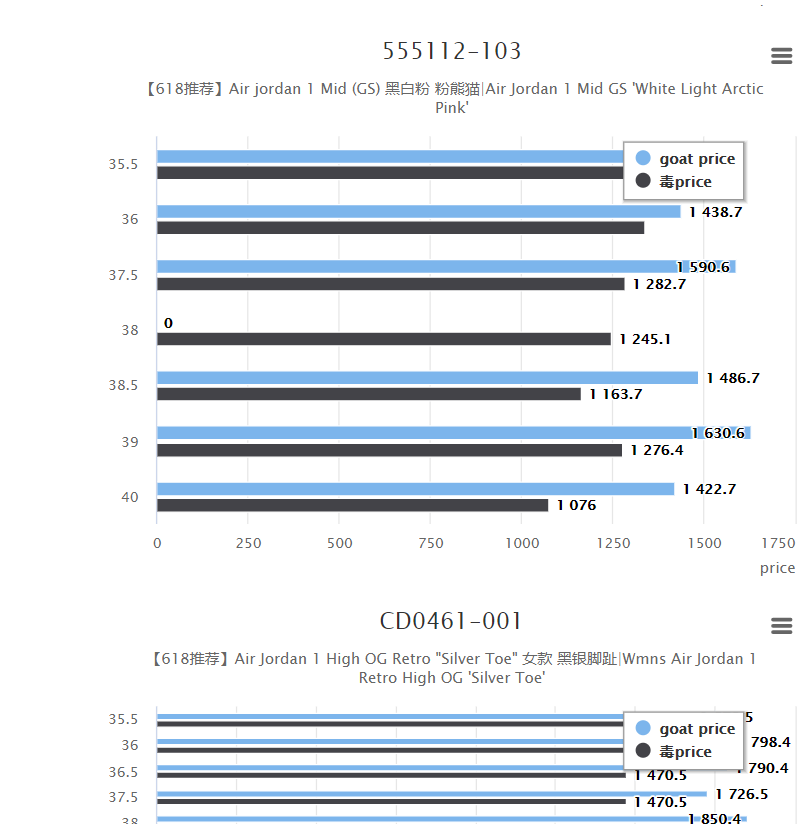 555112-103
【618推荐】Air jordan 1 Mid (GS) 黑白粉 粉熊猫|Air Jordan 1 Mid GS 'White Light Arctic
Pink'
goat price
毒price
35.5
36
1 438.7
37.5
1 590.6
1 282.7
38
0
1 245.1
38.5
1 486.7
1 163.7
39
1 630.6
1 276.4
40
1 422.7
1 076
0 250 500 750 1000 1250 1500 1750
price
CD0461-001
【618推荐】Air Jordan 1 High OG Retro "Silver Toe" 女款 黑银脚趾|Wmns Air Jordan 1
Retro High OG 'Silver Toe'
goat price
毒price
35.5
5
36
798.4
36.5
790.4
1 470.5
37.5
1 726.5
1 470.5
38
1 850.4